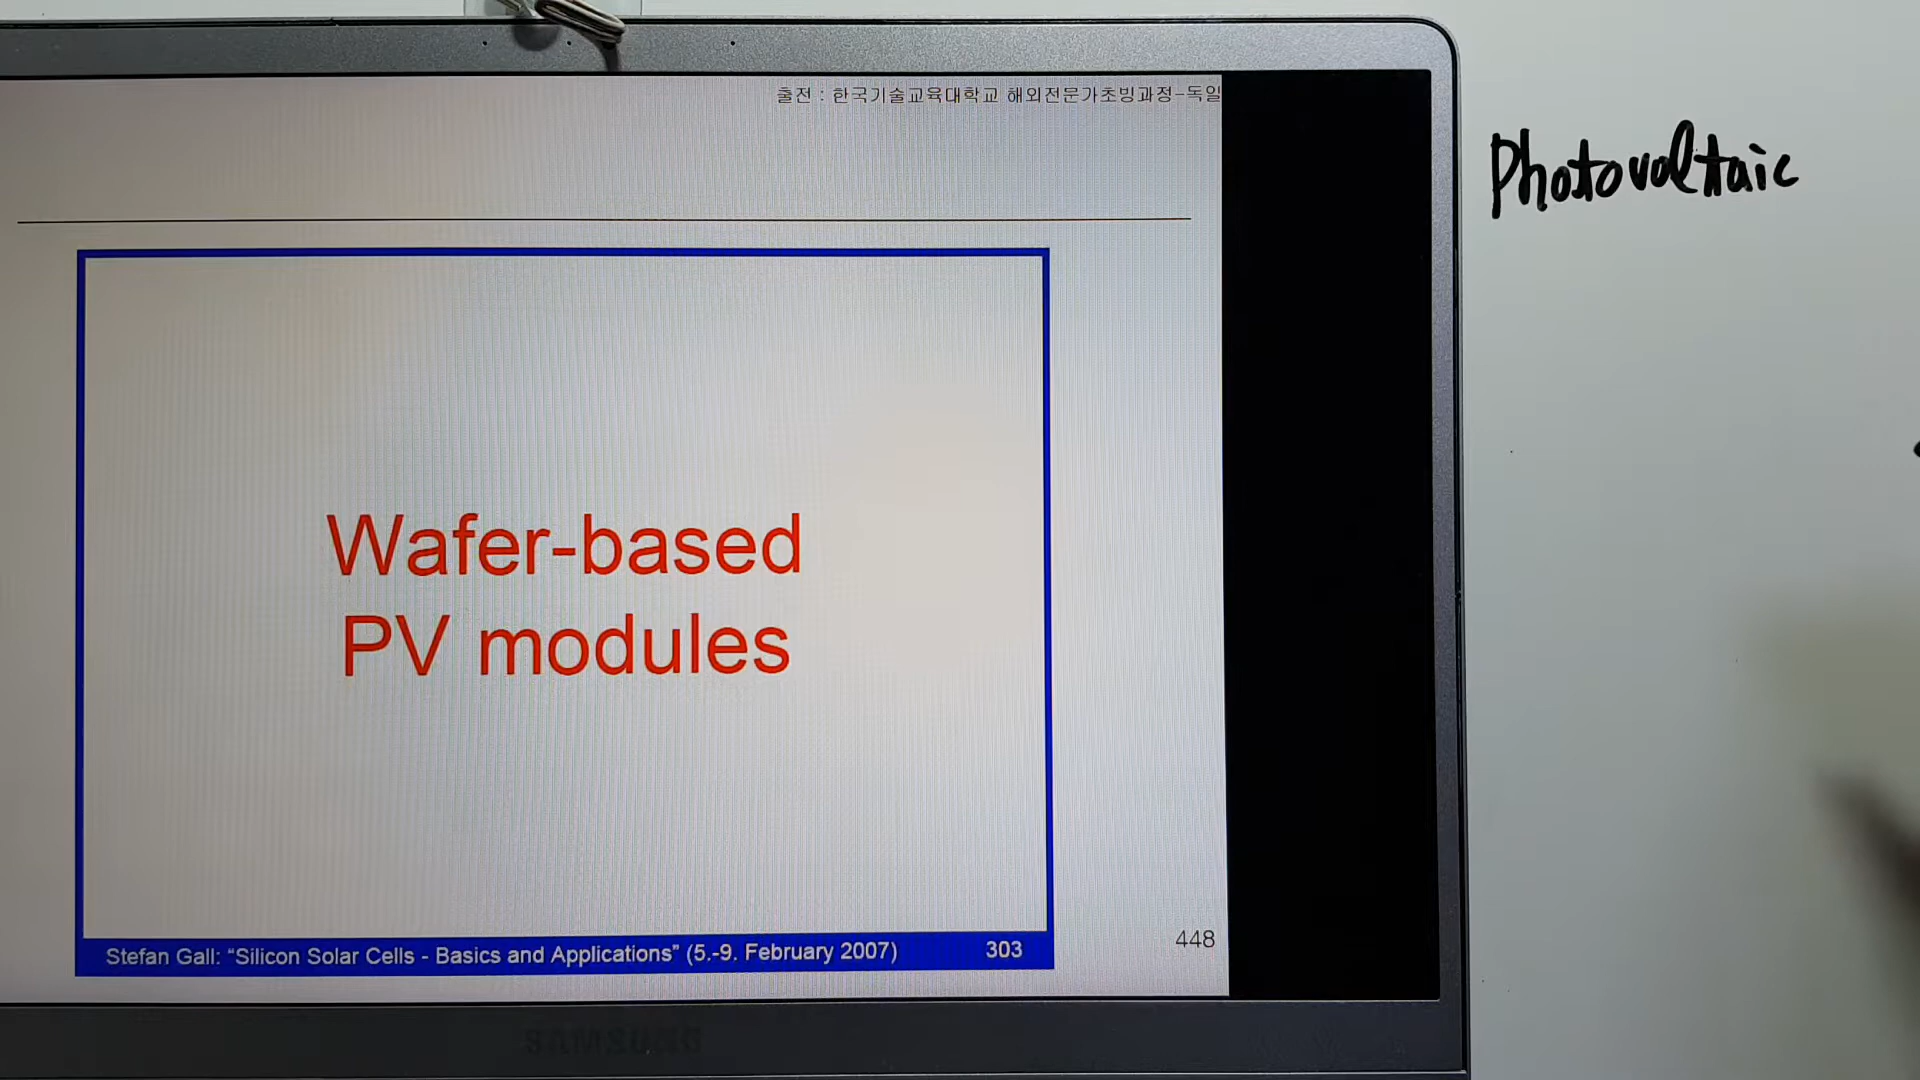 출전 : 한국기술교육대학교 해외전문가초빙과정-독일
Photovoltaic
Wafer-based
PV modules
Stefan Gall: “Silicon Solar Cells - Basics and Applications” (5.-9. February 2007) 303
448
SAMSUNG